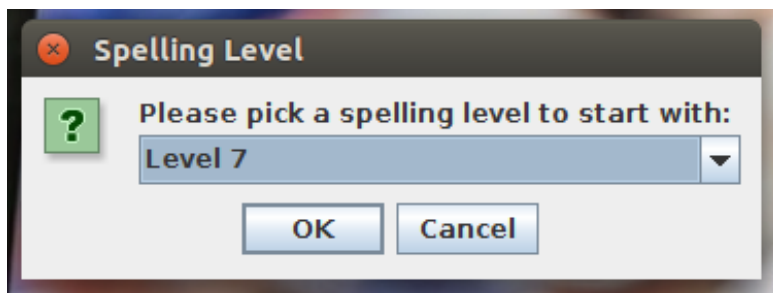 Spelling Level
?
Please pick a spelling level to start with:
Level 7
OK Cancel